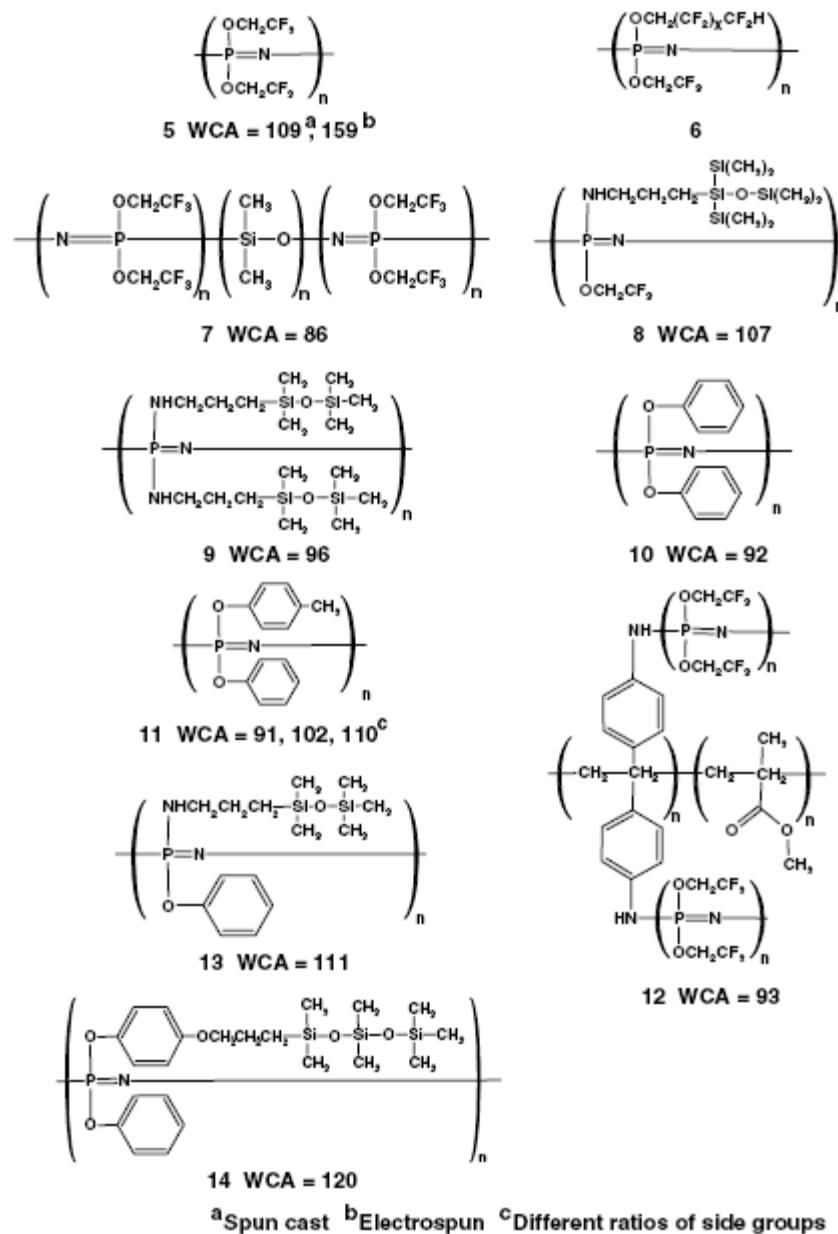 OCH2CF3
P=N
OCH2CF3
n
5 WCA = 109a, 159b
OCH2(CF2)xCF2H
P=N
OCH2CF3
n
6
OCH2CF3 CH3 OCH2CF3
N=P Si—O N=P
OCH2CF3 CH3 OCH2CF3
n n n
7 WCA = 86
Si(CH3)2
NHCH2CH2CH2—Si—O—Si(CH3)2
Si(CH3)2
P=N
OCH2CF3
n
8 WCA = 107
CH3 CH3
NHCH2CH2CH2—Si—O—Si—CH3
CH3 CH3
P=N
CH3 CH3
NHCH2CH2CH2—Si—O—Si—CH3
CH3 CH3
n
9 WCA = 96
O
P=N
O
n
10 WCA = 92
O CH3
P=N
O
n
11 WCA = 91, 102, 110c
OCH2CF3
NH P=N
OCH2CF3
n
CH3
CH2—CH2 CH2—C
n n
O O
CH3
OCH2CF3
HN P=N
OCH2CF3
n
12 WCA = 93
CH3 CH3
NHCH2CH2CH2—Si—O—Si—CH3
CH3 CH3
P=N
O
n
13 WCA = 111
CH3 CH3 CH3
O OCH2CH2CH2—Si—O—Si—O—Si—CH3
CH3 CH3 CH3
P=N
O
n
14 WCA = 120
aSpun cast bElectrospun cDifferent ratios of side groups